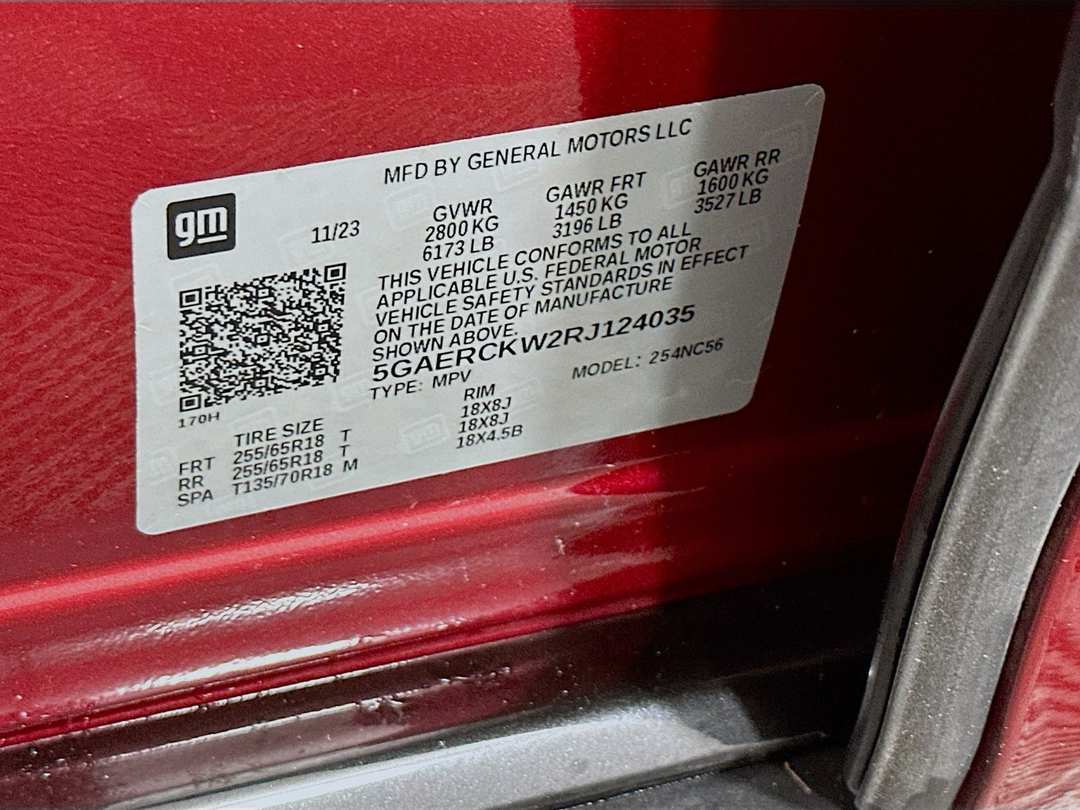 MFD BY GENERAL MOTORS LLC
gm
11/23
GVWR GAWR FRT GAWR RR
2800 KG 1450 KG 1600 KG
6173 LB 3196 LB 3527 LB
THIS VEHICLE CONFORMS TO ALL
APPLICABLE U.S. FEDERAL MOTOR
VEHICLE SAFETY STANDARDS IN EFFECT
ON THE DATE OF MANUFACTURE
SHOWN ABOVE.
5GAERCKW2RJ124035
TYPE: MPV MODEL: 254NC56
170H
TIRE SIZE RIM
FRT 255/65R18 T 18X8J
RR 255/65R18 T 18X8J
SPA T135/70R18 M 18X4.5B